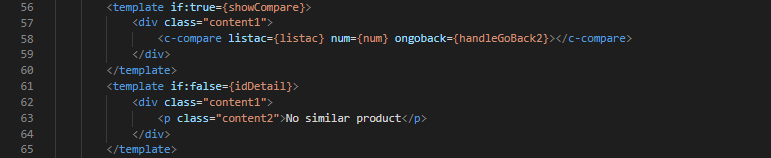 56 <template if:true={showCompare}>
57 <div class="content1">
58 <c-compare listac={listac} num={num} ongoback={handleGoBack2}></c-compare>
59 </div>
60 </template>
61 <template if:false={idDetail}>
62 <div class="content1">
63 <p class="content2">No similar product</p>
64 </div>
65 </template>